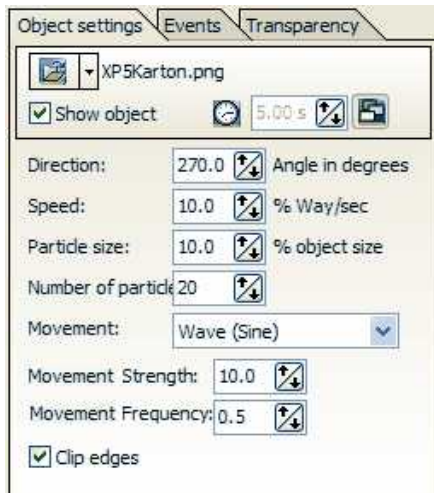 Object settings Events Transparency
XP5Karton.png
Show object 5.00 s
Direction: 270.0 Angle in degrees
Speed: 10.0 % Way/sec
Particle size: 10.0 % object size
Number of particle 20
Movement: Wave (Sine)
Movement Strength: 10.0
Movement Frequency: 0.5
Clip edges